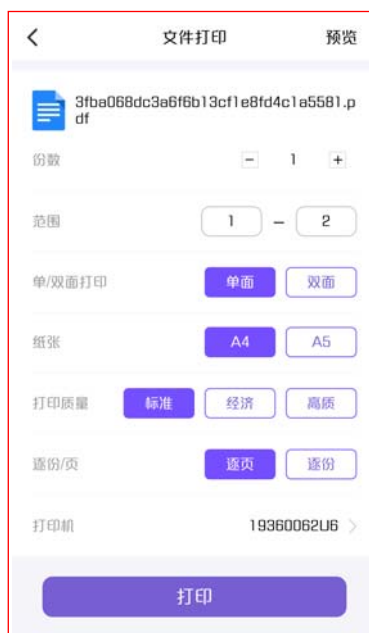 文件打印 预览
3fba068dc3a6f6b13cf1e8fd4c1a5581.p
df
份数 − 1 +
范围 1 − 2
单/双面打印 单面 双面
纸张 A4 A5
打印质量 标准 经济 高质
逐份/页 逐页 逐份
打印机 19360062U6
打印